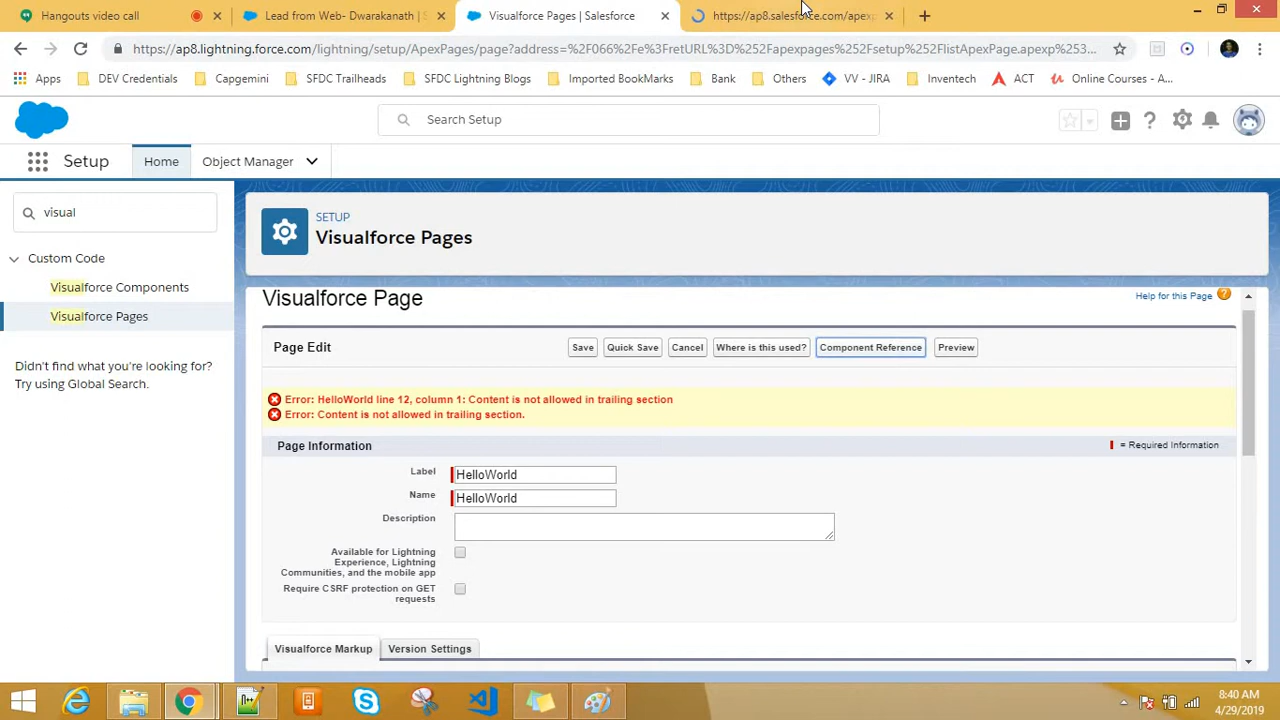 Hangouts video call
Lead from Web- Dwarakanath | S
Visualforce Pages | Salesforce
https://ap8.salesforce.com/apexp
https://ap8.lightning.force.com/lightning/setup/ApexPages/page?address=%2F066%2Fe%3FretURL%3D%252Fapexpages%252Fsetup%252FlistApexPage.apexp%253...
Apps
DEV Credentials
Capgemini
SFDC Trailheads
SFDC Lightning Blogs
Imported BookMarks
Bank
Others
VV - JIRA
Inventech
ACT
Online Courses - A...
Search Setup
Setup
Home
Object Manager
visual
Custom Code
Visualforce Components
Visualforce Pages
Didn't find what you're looking for?
Try using Global Search.
SETUP
Visualforce Pages
Visualforce Page
Help for this Page
Page Edit
Save
Quick Save
Cancel
Where is this used?
Component Reference
Preview
Error: HelloWorld line 12, column 1: Content is not allowed in trailing section
Error: Content is not allowed in trailing section.
Page Information
= Required Information
Label
HelloWorld
Name
HelloWorld
Description
Available for Lightning
Experience, Lightning
Communities, and the mobile app
Require CSRF protection on GET
requests
Visualforce Markup
Version Settings
8:40 AM
4/29/2019